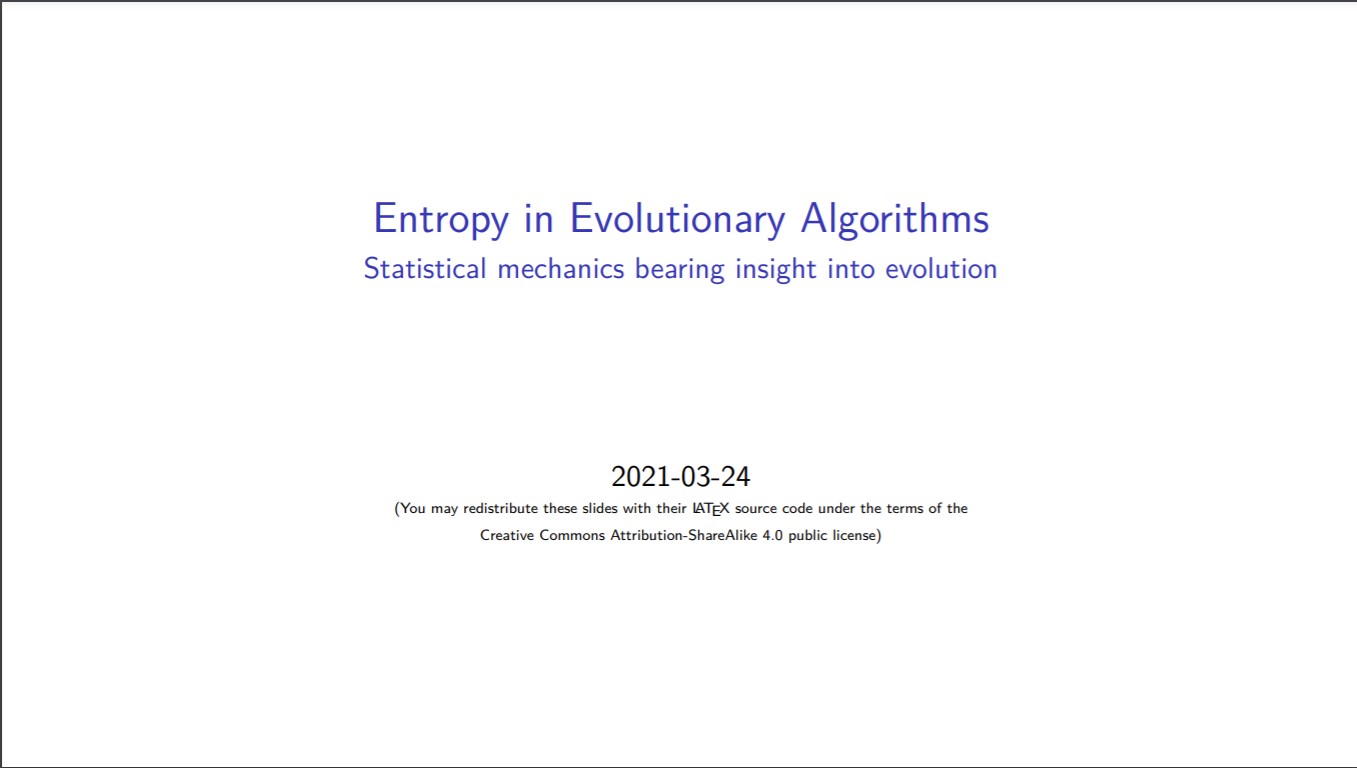 Entropy in Evolutionary Algorithms
Statistical mechanics bearing insight into evolution
2021-03-24
(You may redistribute these slides with their LATEX source code under the terms of the
Creative Commons Attribution-ShareAlike 4.0 public license)